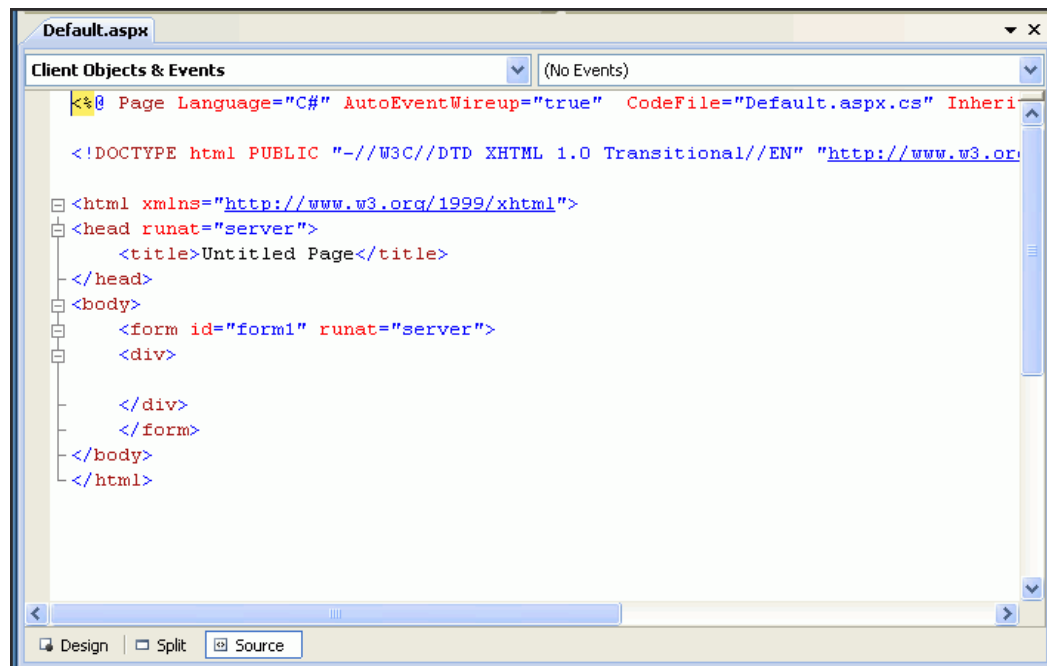 Default.aspx
Client Objects & Events (No Events)
<%@ Page Language="C#" AutoEventWireup="true"  CodeFile="Default.aspx.cs" Inheri
<!DOCTYPE html PUBLIC "-//W3C//DTD XHTML 1.0 Transitional//EN" "http://www.w3.or
<html xmlns="http://www.w3.org/1999/xhtml">
<head runat="server">
    <title>Untitled Page</title>
</head>
<body>
    <form id="form1" runat="server">
    <div>
    </div>
    </form>
</body>
</html>
Design Split Source